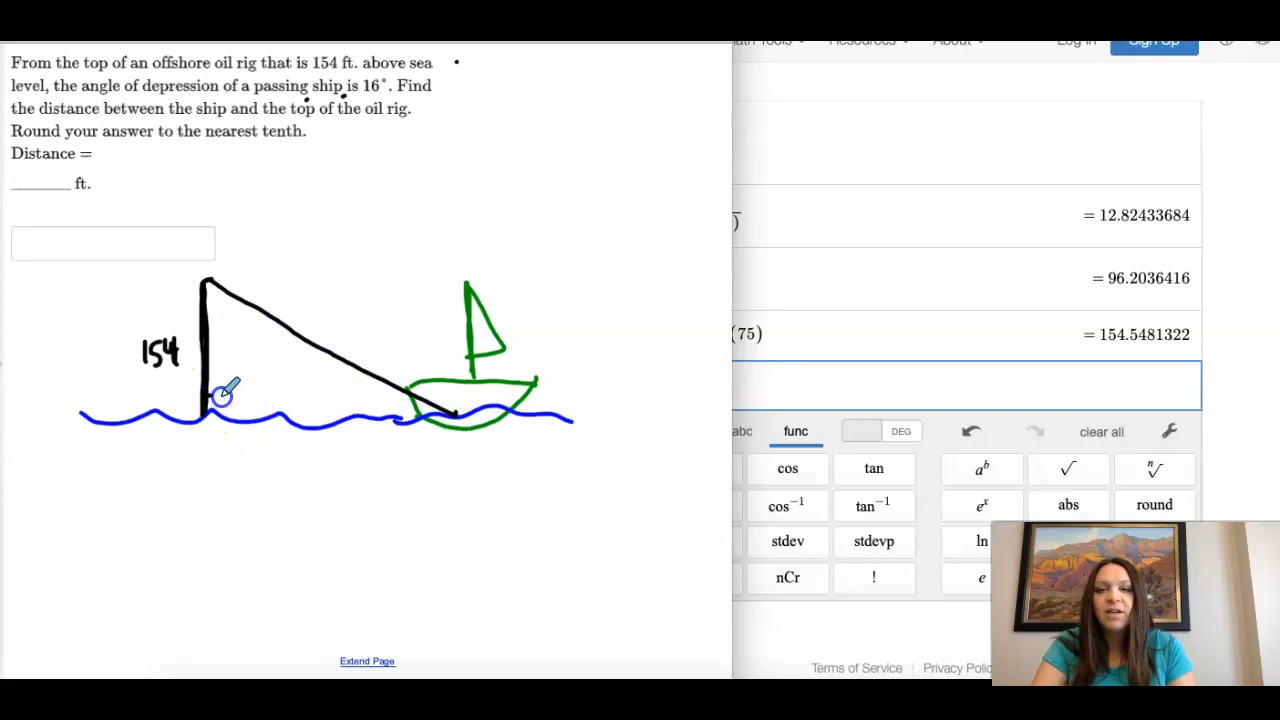 From the top of an offshore oil rig that is 154 ft. above sea
level, the angle of depression of a passing ship is 16°. Find
the distance between the ship and the top of the oil rig.
Round your answer to the nearest tenth.
Distance =
______ ft.
154
Extend Page
Math Tools Resources About Log In Sign Up
= 12.82433684
= 96.2036416
(75) = 154.5481322
abc func DEG clear all
cos tan a^b √ ⁿ√
cos⁻¹ tan⁻¹ e^x abs round
stdev stdevp ln
nCr ! e
Terms of Service | Privacy